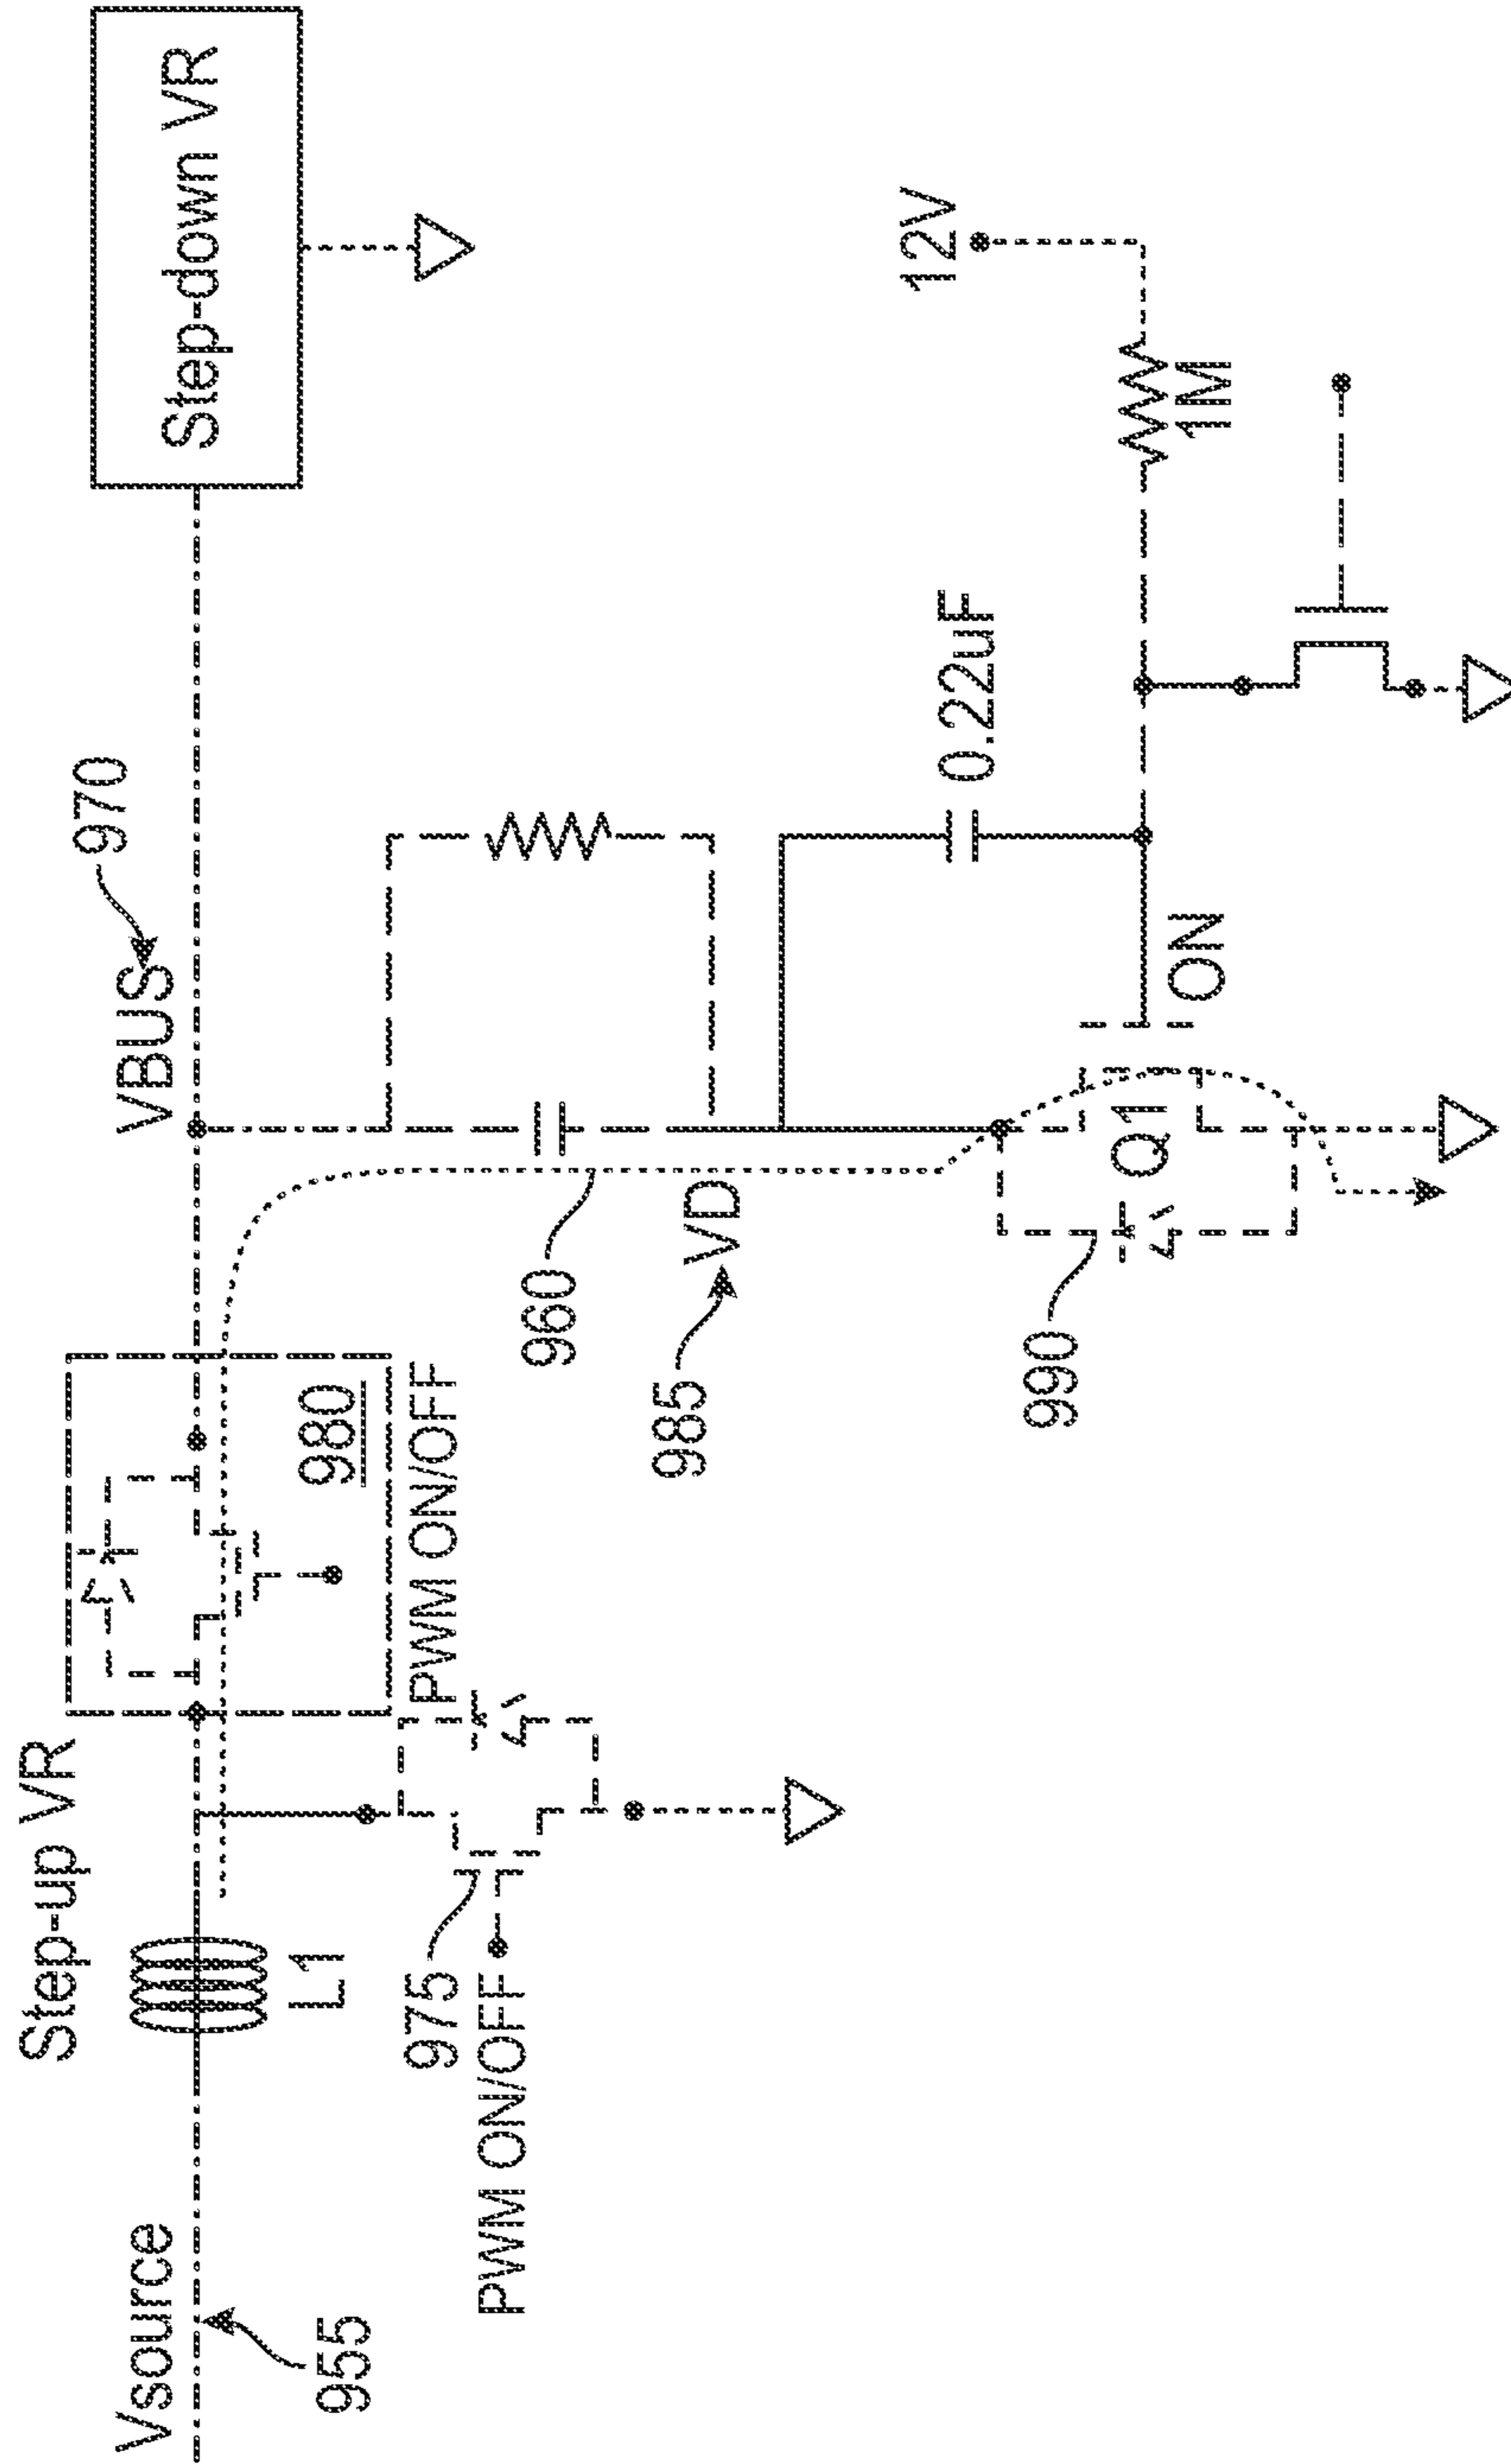 Step-up VR
Vsource
955
L1
975
PWM ON/OFF
980
PWM ON/OFF
VBUS
970
Step-down VR
960
VD
985
990
Q1
ON
0.22uF
1M
12V